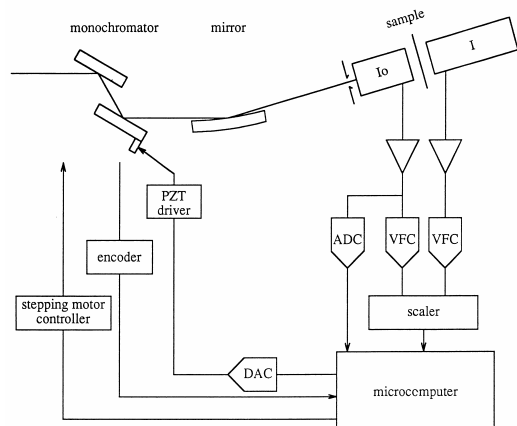 sample
monochromator
mirror
Io
I
PZT
driver
ADC
VFC
VFC
encoder
stepping motor
controller
scaler
DAC
microcomputer